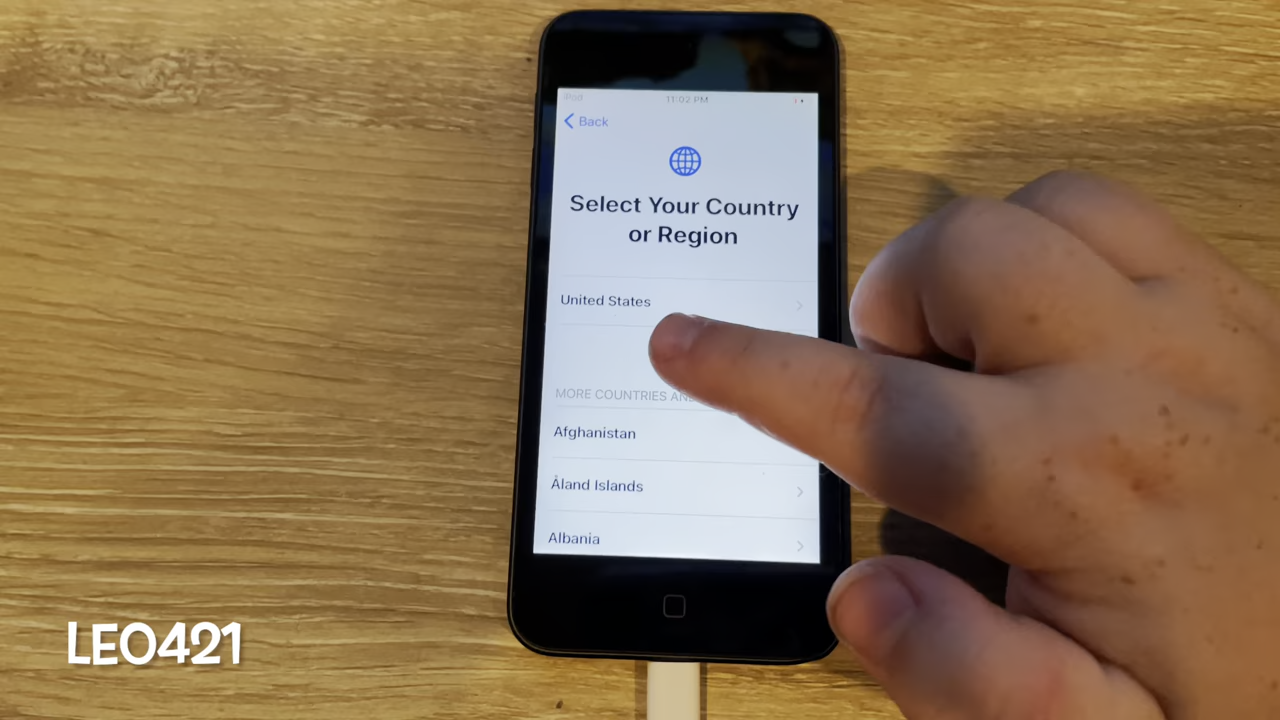 iPod 11:02 PM
Back
Select Your Country
or Region
United States
MORE COUNTRIES AN
Afghanistan
Åland Islands
Albania
LEO421